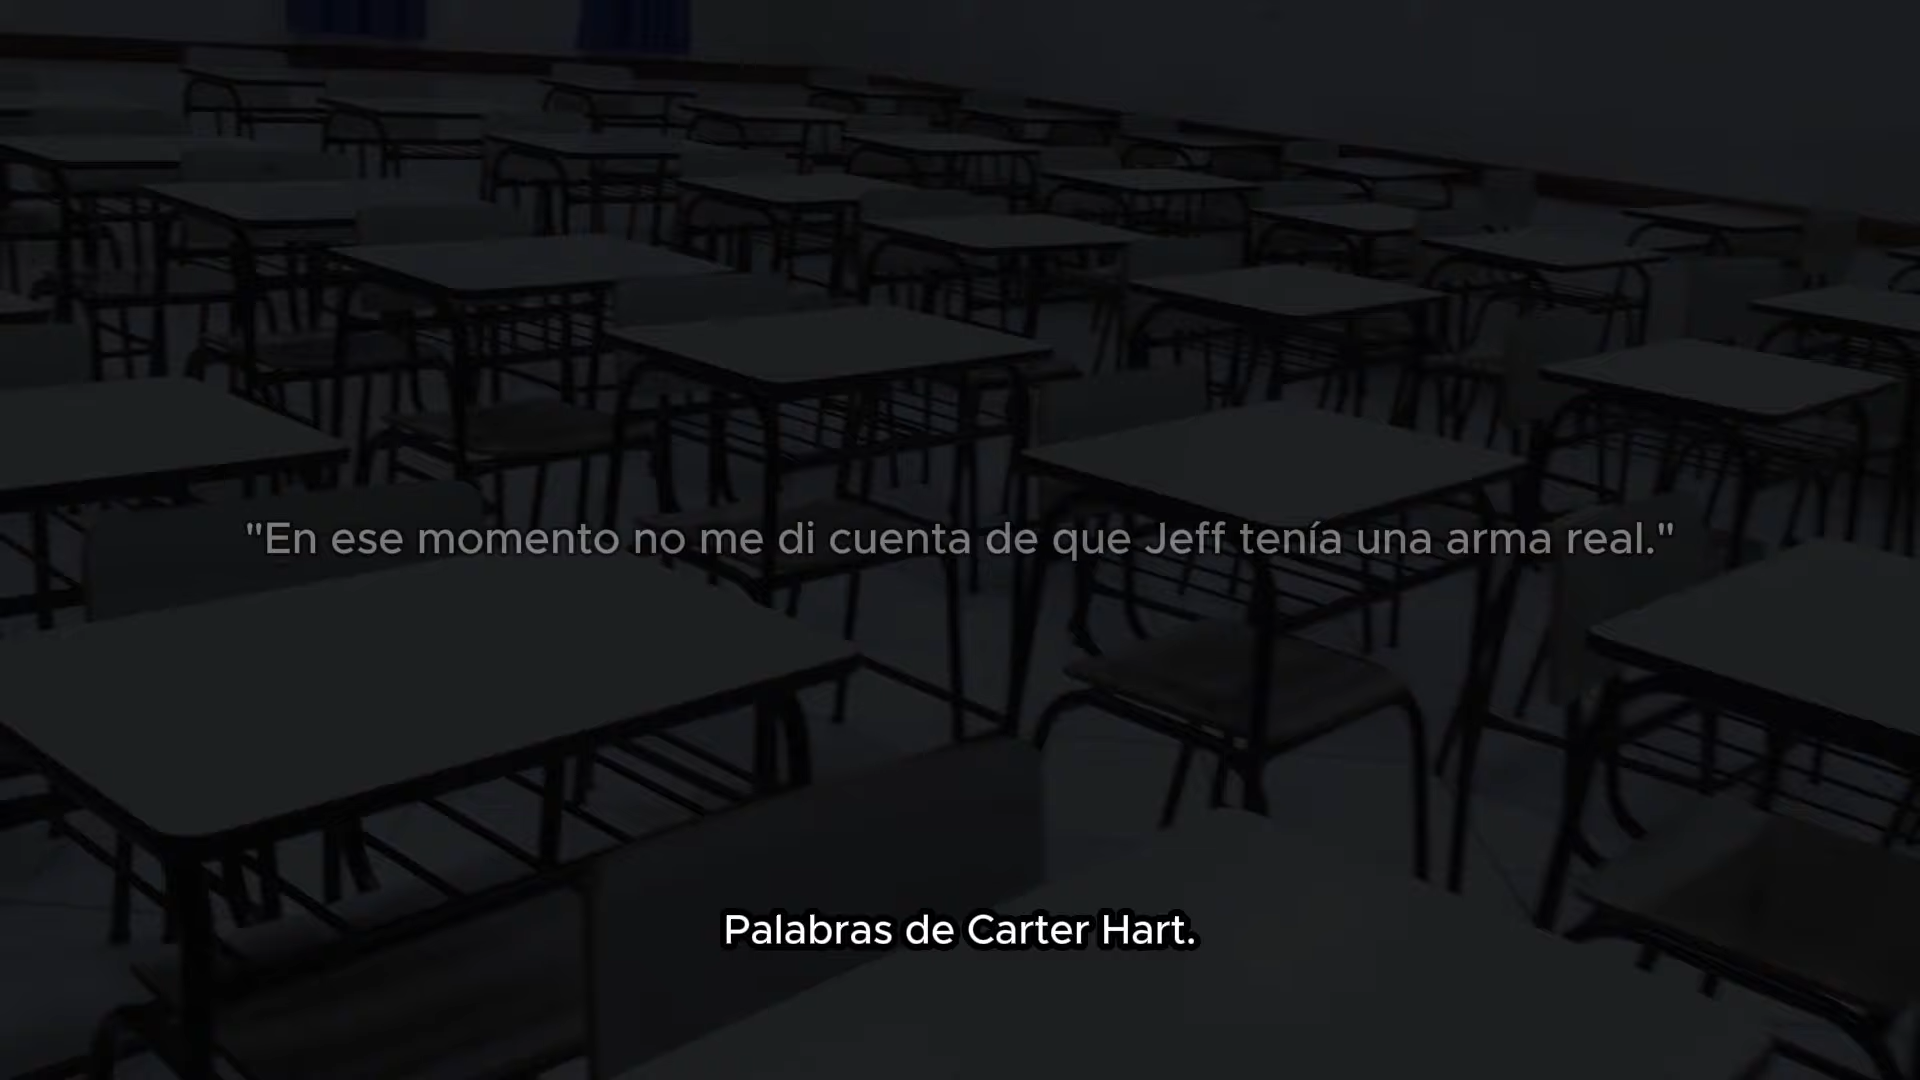 "En ese momento no me di cuenta de que Jeff tenía una arma real."
Palabras de Carter Hart.